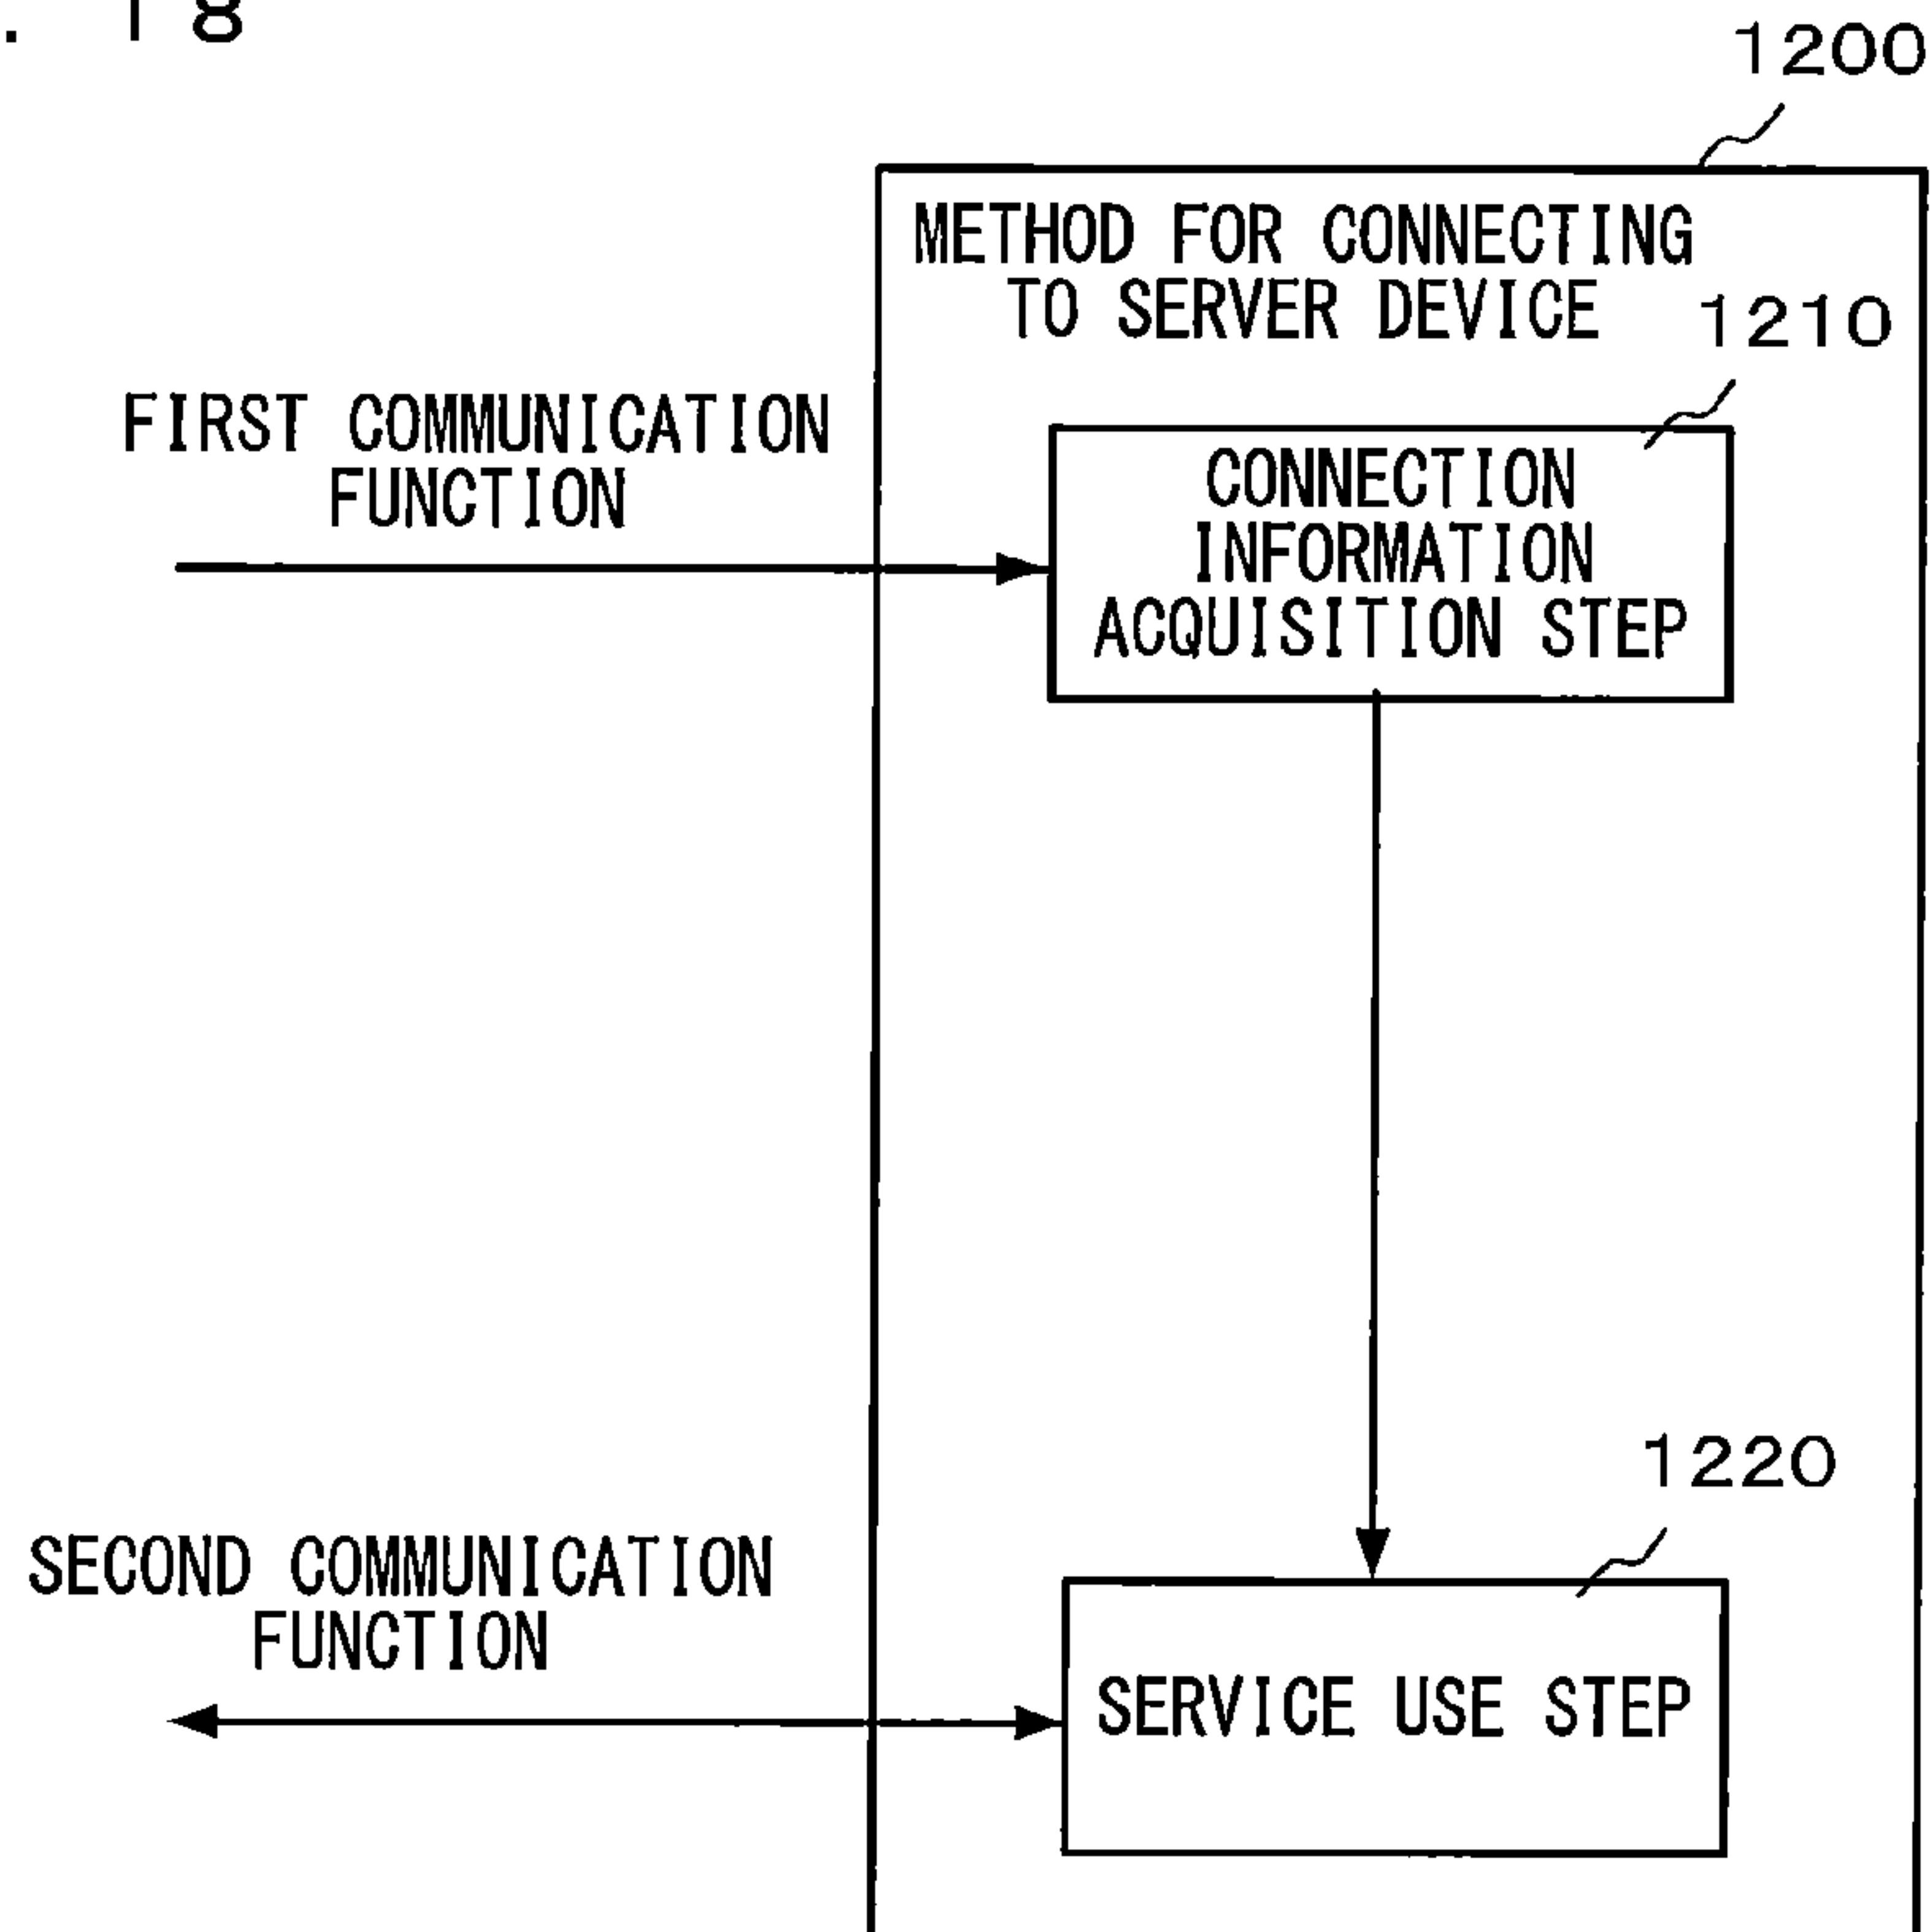 . 18
1200
METHOD FOR CONNECTING
TO SERVER DEVICE
1210
FIRST COMMUNICATION
FUNCTION
CONNECTION
INFORMATION
ACQUISITION STEP
1220
SECOND COMMUNICATION
FUNCTION
SERVICE USE STEP